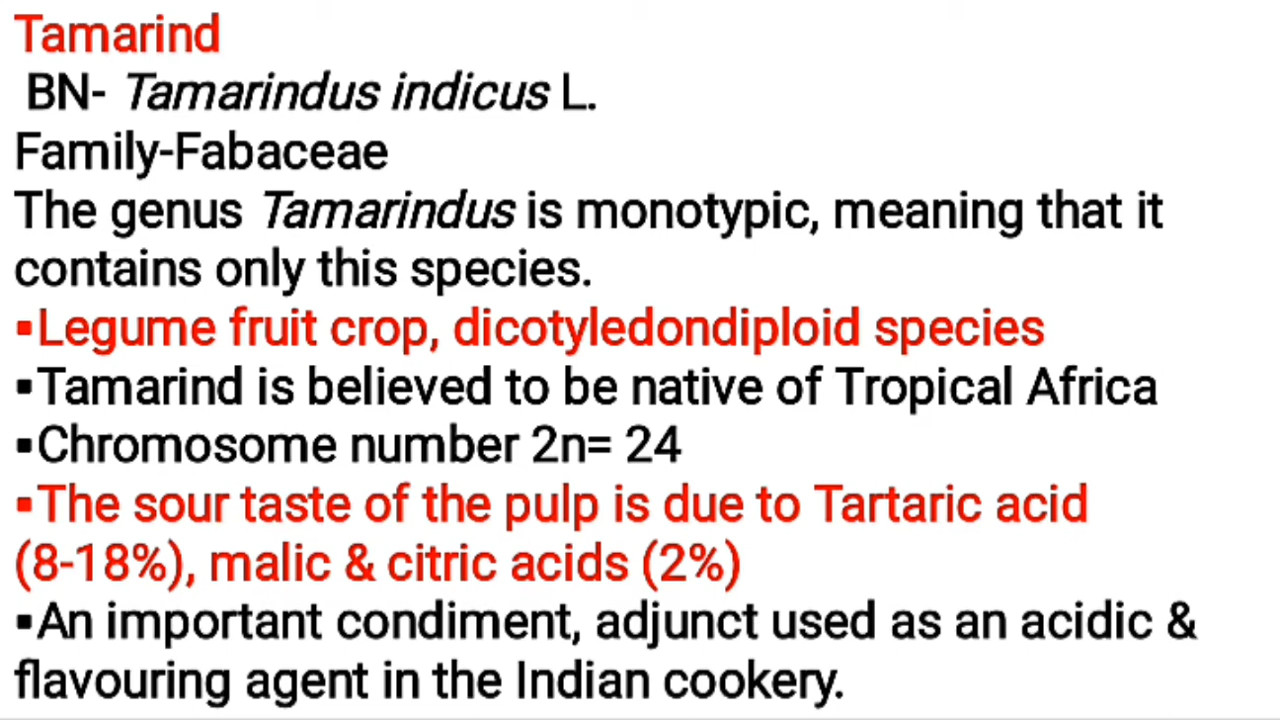 Tamarind
BN- Tamarindus indicus L.
Family-Fabaceae
The genus Tamarindus is monotypic, meaning that it
contains only this species.
▪Legume fruit crop, dicotyledondiploid species
▪Tamarind is believed to be native of Tropical Africa
▪Chromosome number 2n= 24
▪The sour taste of the pulp is due to Tartaric acid
(8-18%), malic & citric acids (2%)
▪An important condiment, adjunct used as an acidic &
flavouring agent in the Indian cookery.